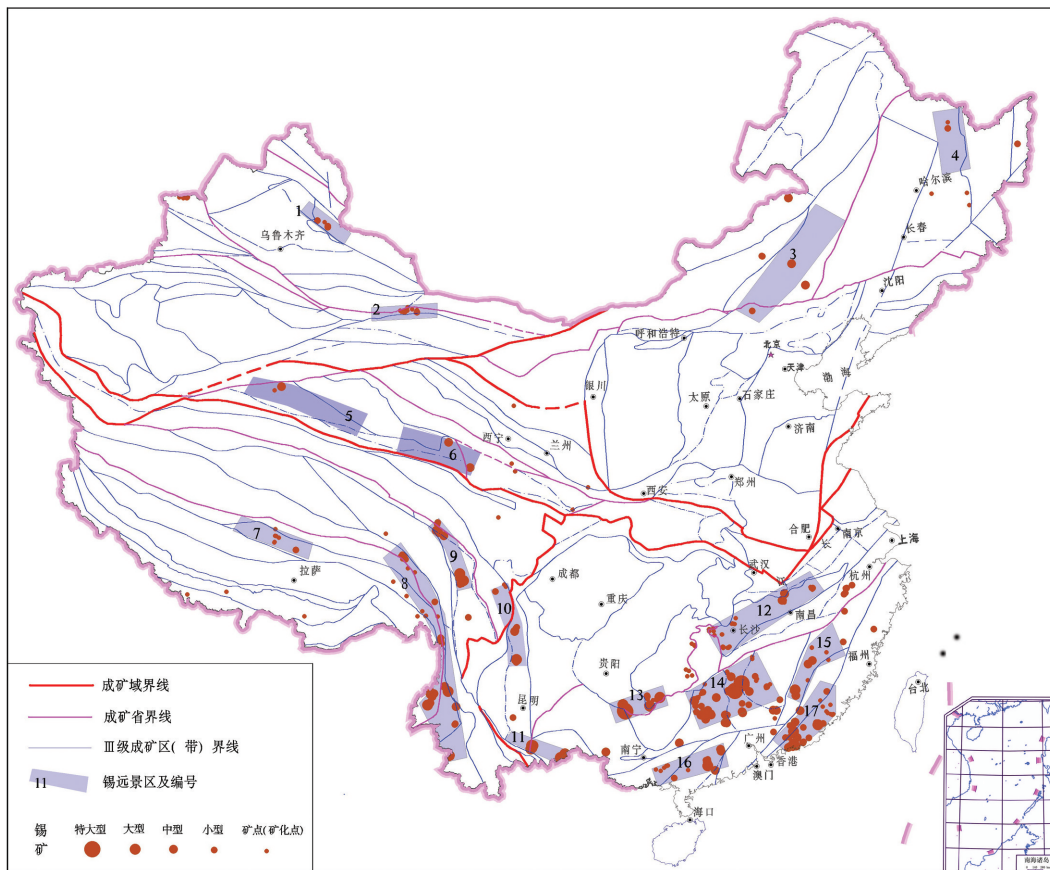 4
哈尔滨
1
乌鲁木齐
长春
3
沈阳
2
呼和浩特
北京
天津
渤海
银川
太原
石家庄
5
济南
西宁
兰州
6
西安
郑州
7
合肥
南京
长
上海
9
拉萨
8
成都
武汉
江
杭州
10
重庆
12
南昌
长沙
15
贵阳
福州
14
台北
13
昆明
17
11
南宁
广州
16
香港
澳门
海口
成矿域界线
成矿省界线
Ⅲ级成矿区( 带) 界线
11 锡远景区及编号
锡矿 特大型 大型 中型 小型 矿点(矿化点)
南海诸岛